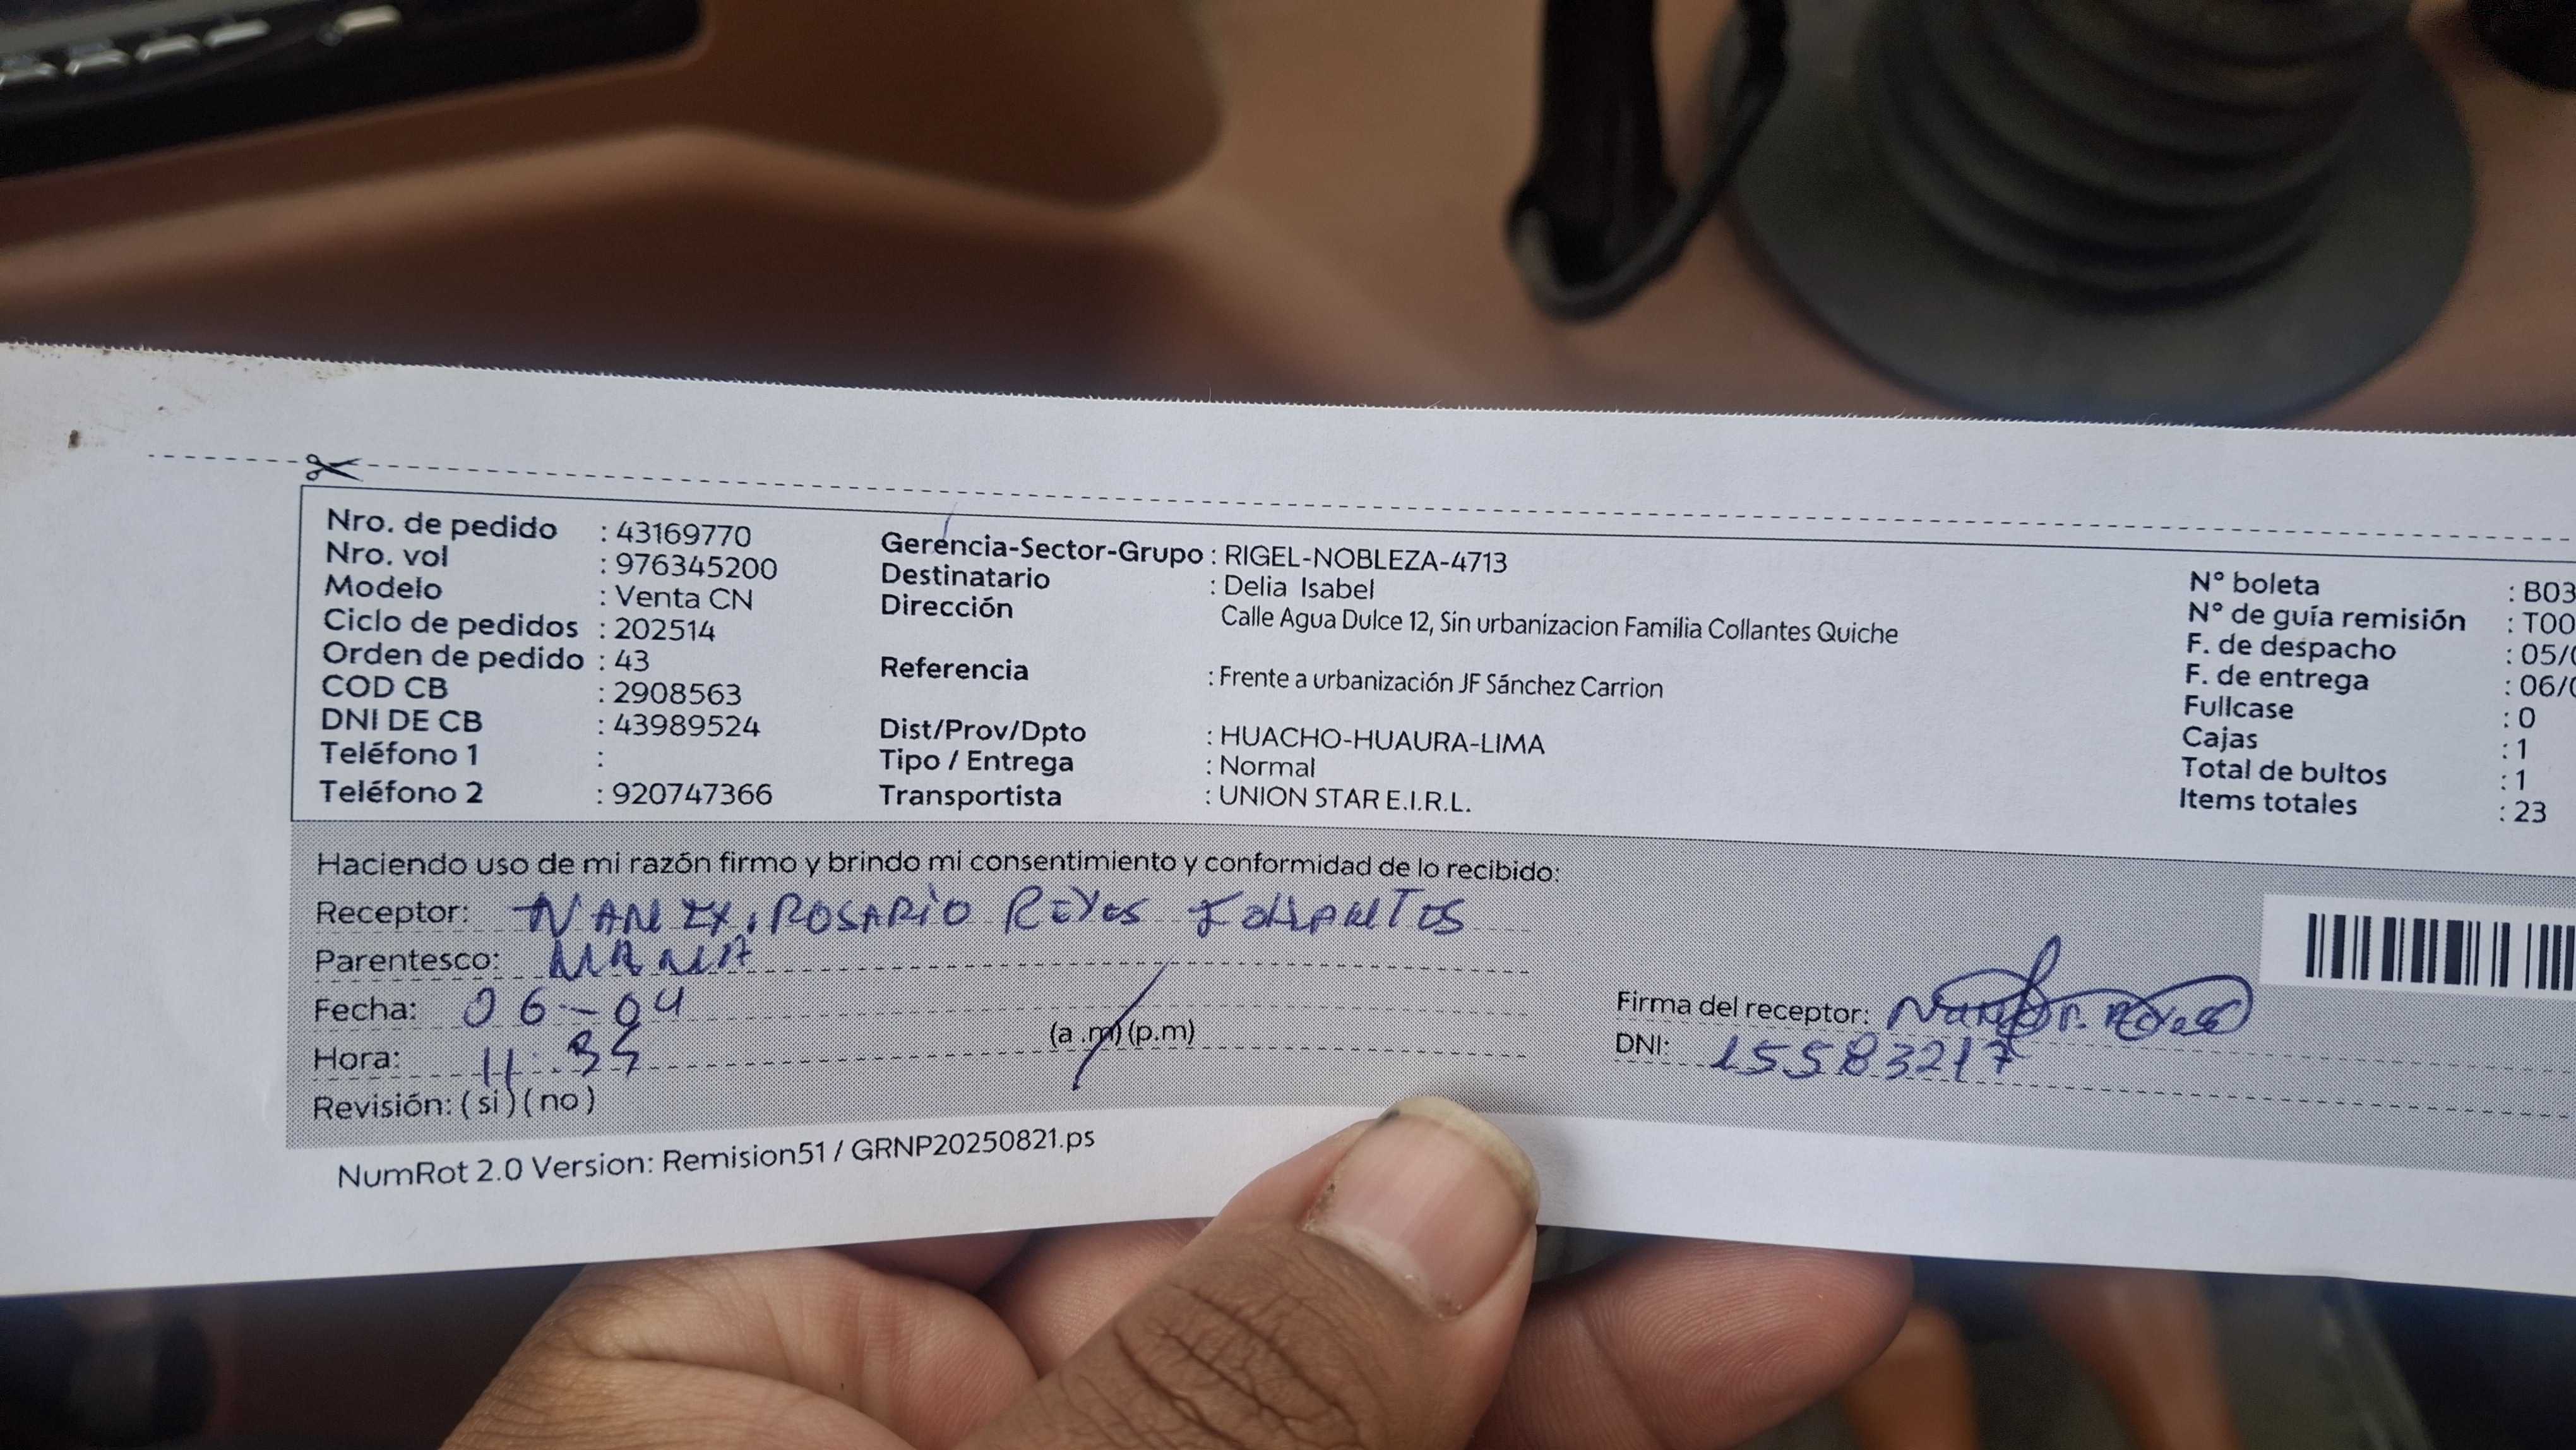 Nro. de pedido : 43169770
Nro. vol : 976345200
Modelo : Venta CN
Ciclo de pedidos : 202514
Orden de pedido : 43
COD CB : 2908563
DNI DE CB : 43989524
Teléfono 1 :
Teléfono 2 : 920747366
Gerencia-Sector-Grupo : RIGEL-NOBLEZA-4713
Destinatario : Delia Isabel
Dirección Calle Agua Dulce 12, Sin urbanizacion Familia Collantes Quiche
Referencia : Frente a urbanización JF Sánchez Carrion
Dist/Prov/Dpto : HUACHO-HUAURA-LIMA
Tipo / Entrega : Normal
Transportista : UNION STAR E.I.R.L.
N° boleta : B03
N° de guía remisión : T00
F. de despacho : 05/0
F. de entrega : 06/0
Fullcase : 0
Cajas : 1
Total de bultos : 1
Items totales : 23
Haciendo uso de mi razón firmo y brindo mi consentimiento y conformidad de lo recibido:
Receptor: ROSARIO REYES
Parentesco:
Fecha: 06-04
Hora: 11:35 (a .m) (p.m)
Revisión: ( si ) ( no )
Firma del receptor:
DNI: 15583217
NumRot 2.0 Version: Remision51 / GRNP20250821.ps